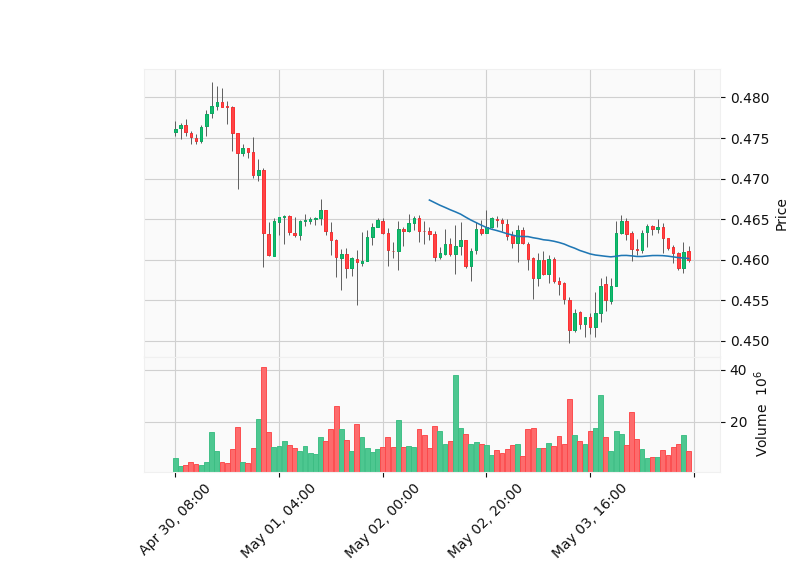 0.480
0.475
0.470
0.465
0.460
0.455
0.450
Price
40
20
Volume 10⁶
Apr 30, 08:00
May 01, 04:00
May 02, 00:00
May 02, 20:00
May 03, 16:00